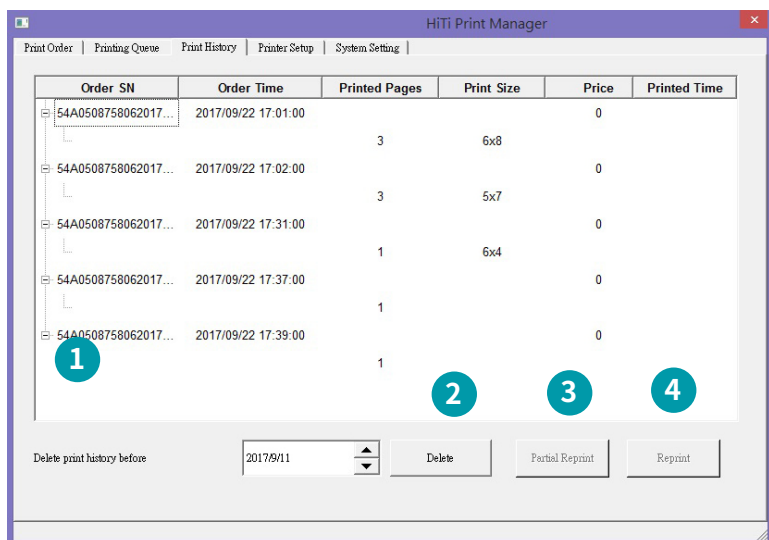 HiTi Print Manager
Print Order | Printing Queue Print History | Printer Setup | System Setting |
Order SN Order Time Printed Pages Print Size Price Printed Time
54A0508758062017... 2017/09/22 17:01:00 0
3 6x8
54A0508758062017... 2017/09/22 17:02:00 0
3 5x7
54A0508758062017... 2017/09/22 17:31:00 0
1 6x4
54A0508758062017... 2017/09/22 17:37:00 0
1
54A0508758062017... 2017/09/22 17:39:00 0
1 1
2 3 4
Delete print history before 2017/9/11 Delete Partial Reprint Reprint